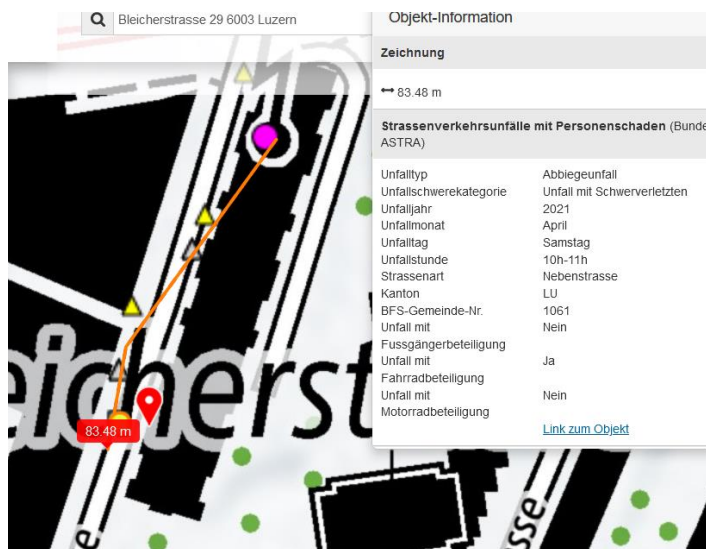 Bleicherstrasse 29 6003 Luzern
Objekt-Information
Zeichnung
83.48 m
Strassenverkehrsunfälle mit Personenschaden (Bunde
ASTRA)
Unfalltyp Abbiegeunfall
Unfallschwerekategorie Unfall mit Schwerverletzten
Unfalljahr 2021
Unfallmonat April
Unfalltag Samstag
Unfallstunde 10h-11h
Strassenart Nebenstrasse
Kanton LU
BFS-Gemeinde-Nr. 1061
Unfall mit Nein
Fussgängerbeteiligung
Unfall mit Ja
Fahrradbeteiligung
Unfall mit Nein
Motorradbeteiligung
Link zum Objekt
eicherst
83.48 m
e
sse